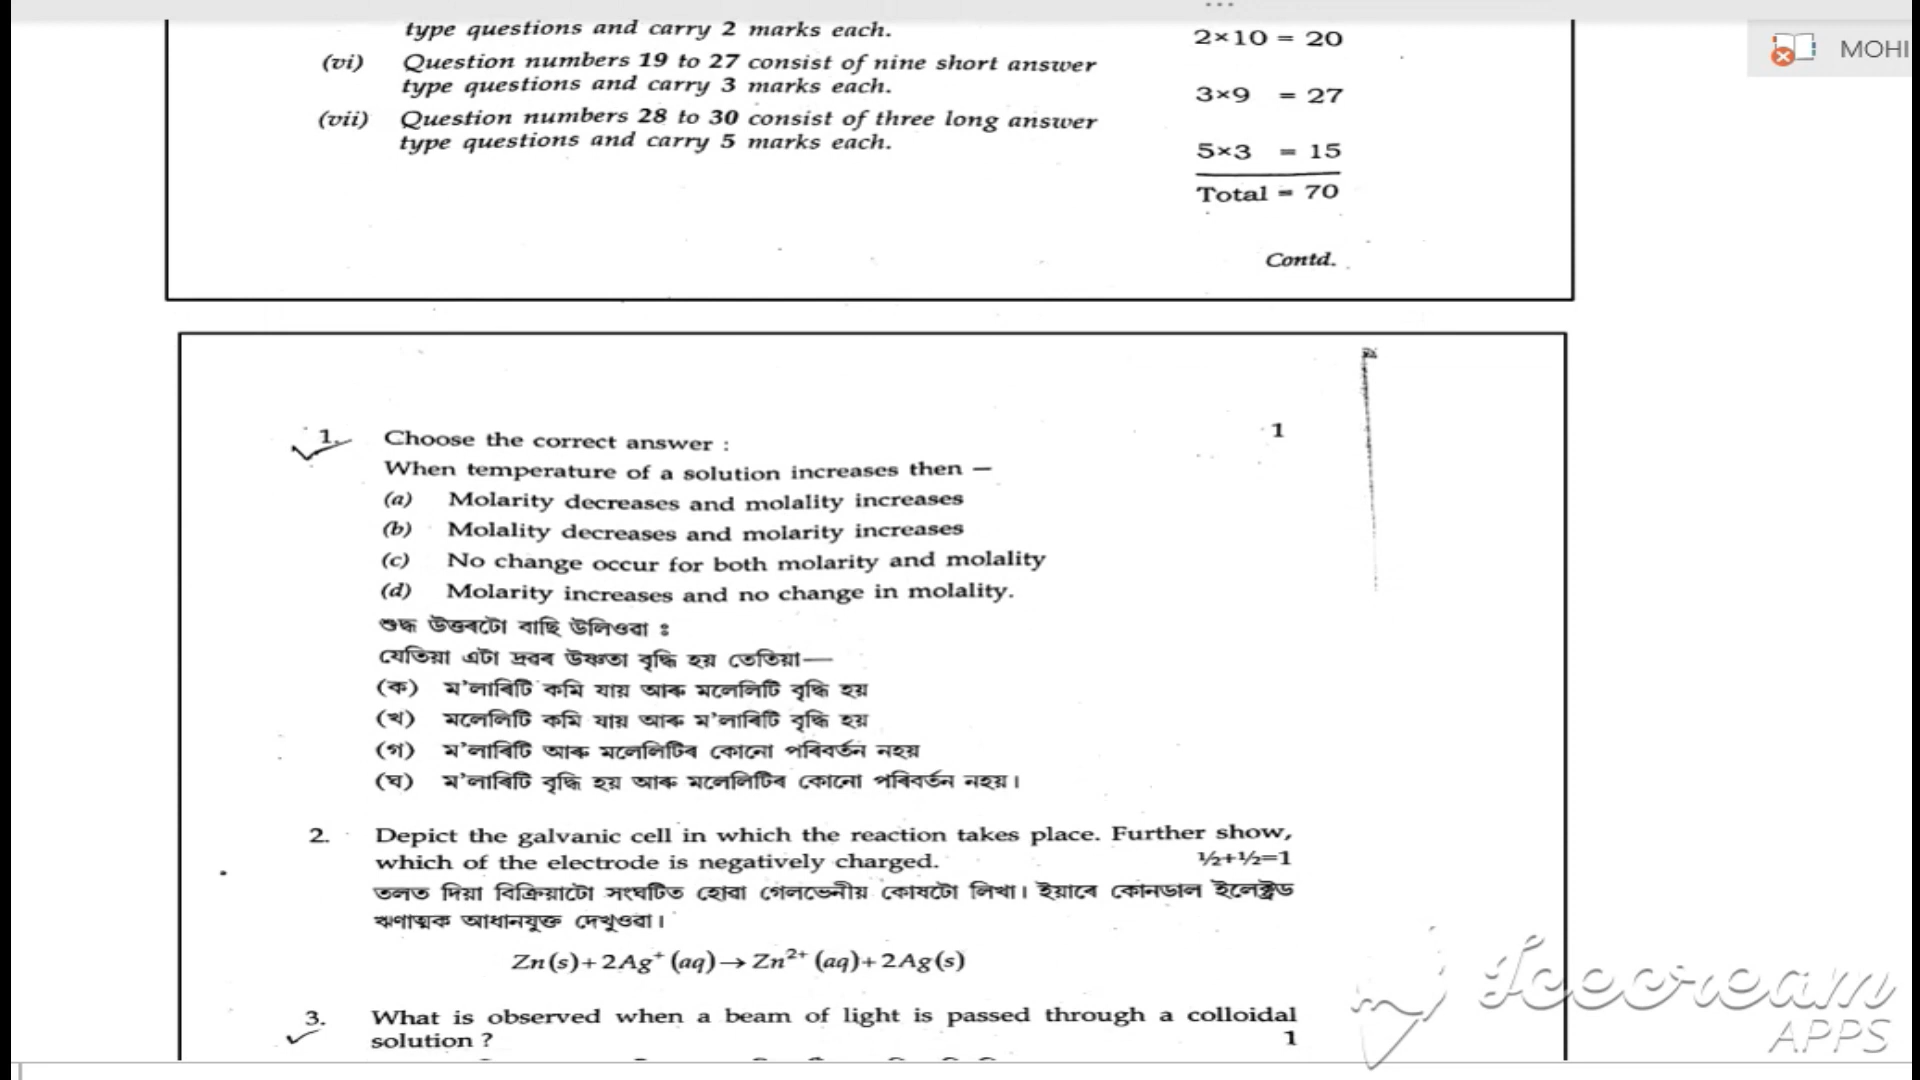 type questions and carry 2 marks each.
2×10 = 20
(vi) Question numbers 19 to 27 consist of nine short answer
type questions and carry 3 marks each.
3×9 = 27
(vii) Question numbers 28 to 30 consist of three long answer
type questions and carry 5 marks each.
5×3 = 15
Total = 70
Contd.
MOHI
1. Choose the correct answer : 1
When temperature of a solution increases then —
(a) Molarity decreases and molality increases
(b) Molality decreases and molarity increases
(c) No change occur for both molarity and molality
(d) Molarity increases and no change in molality.
শুদ্ধ উত্তৰটো বাছি উলিওৱা ঃ
যেতিয়া এটা দ্ৰৱৰ উষ্ণতা বৃদ্ধি হয় তেতিয়া—
(ক) ম'লাৰিটি কমি যায় আৰু মলেলিটি বৃদ্ধি হয়
(খ) মলেলিটি কমি যায় আৰু ম'লাৰিটি বৃদ্ধি হয়
(গ) ম'লাৰিটি আৰু মলেলিটিৰ কোনো পৰিবৰ্তন নহয়
(ঘ) ম'লাৰিটি বৃদ্ধি হয় আৰু মলেলিটিৰ কোনো পৰিবৰ্তন নহয়।
2. Depict the galvanic cell in which the reaction takes place. Further show,
which of the electrode is negatively charged. ½+½=1
তলত দিয়া বিক্ৰিয়াটো সংঘটিত হোৱা গেলভেনীয় কোষটো লিখা। ইয়াৰে কোনডাল ইলেক্ট্ৰড
ঋণাত্মক আধানযুক্ত দেখুওৱা।
Zn(s)+2Ag⁺(aq)→Zn²⁺(aq)+2Ag(s)
3. What is observed when a beam of light is passed through a colloidal
solution ? 1
Icecream
APPS